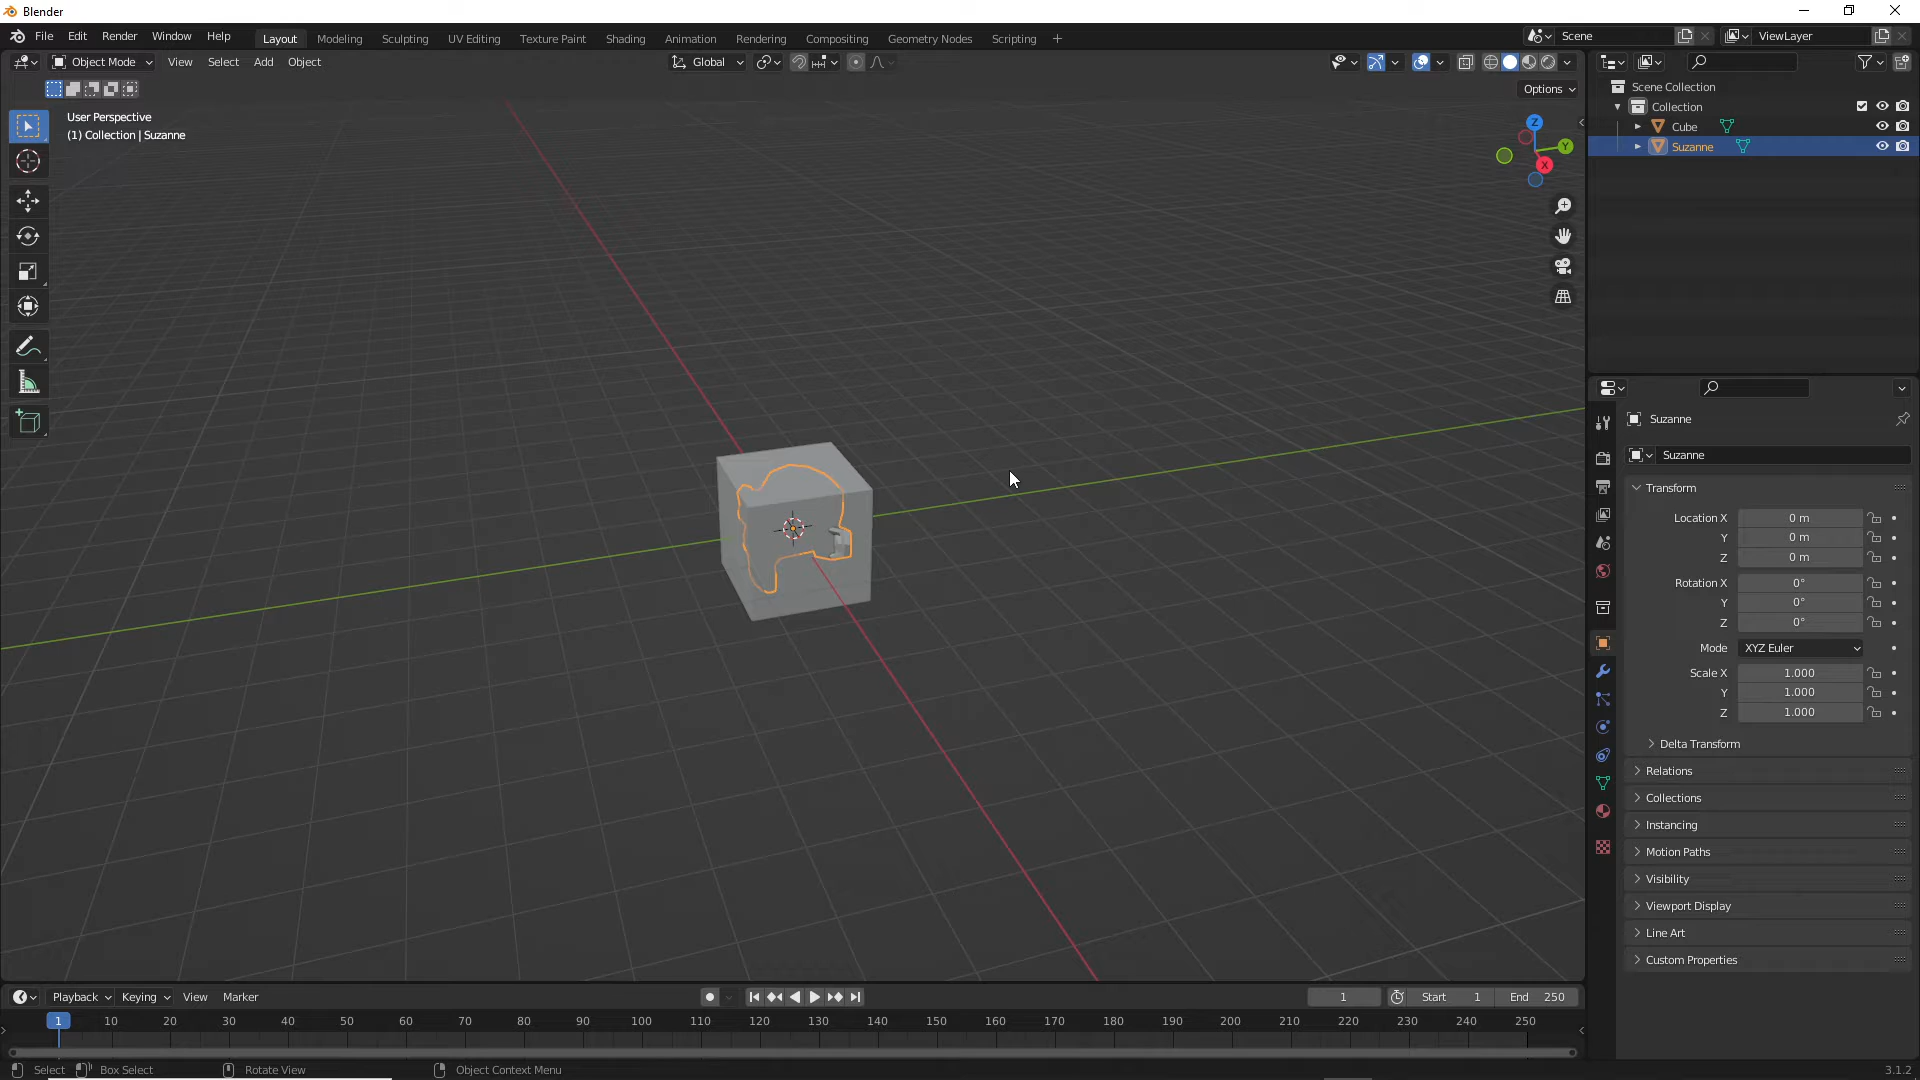 Blender
File Edit Render Window Help
Layout Modeling Sculpting UV Editing Texture Paint Shading Animation Rendering Compositing Geometry Nodes Scripting +
Scene
ViewLayer
Object Mode View Select Add Object
Global
Options
User Perspective
(1) Collection | Suzanne
Z
Y
X
Scene Collection
Collection
Cube
Suzanne
Suzanne
Suzanne
Transform
Location X 0 m
Y 0 m
Z 0 m
Rotation X 0°
Y 0°
Z 0°
Mode XYZ Euler
Scale X 1.000
Y 1.000
Z 1.000
Delta Transform
Relations
Collections
Instancing
Motion Paths
Visibility
Viewport Display
Line Art
Custom Properties
Playback Keying View Marker
1 Start 1 End 250
1 10 20 30 40 50 60 70 80 90 100 110 120 130 140 150 160 170 180 190 200 210 220 230 240 250
Select Box Select Rotate View Object Context Menu
3.1.2